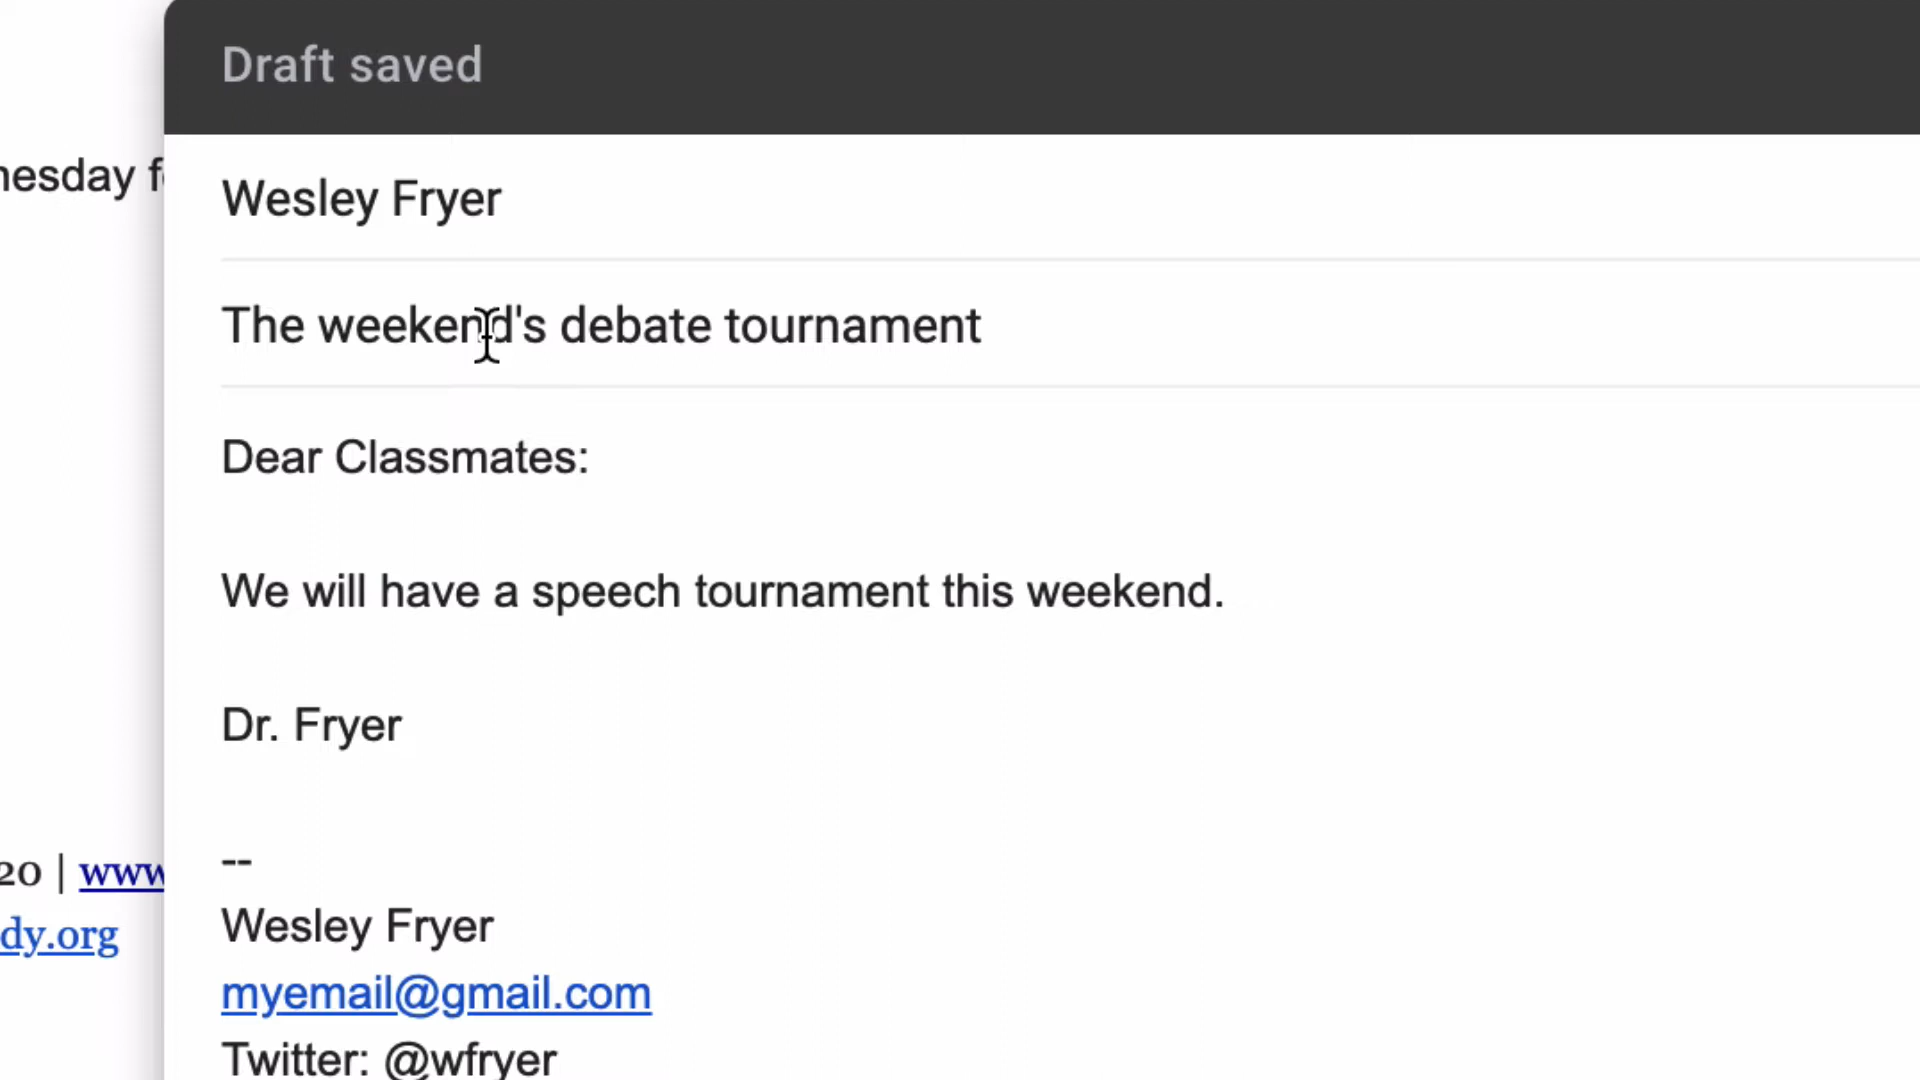 Draft saved
nesday f
Wesley Fryer
The weekend's debate tournament
Dear Classmates:
We will have a speech tournament this weekend.
Dr. Fryer
--
20 | www
dy.org
Wesley Fryer
myemail@gmail.com
Twitter: @wfryer